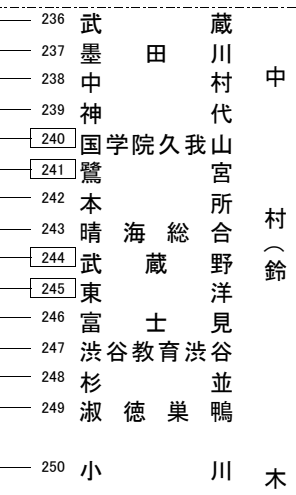 236 武蔵
237 墨田川
238 中村
239 神代
240 国学院久我山
241 鷺宮
242 本所
243 晴海総合
244 武蔵野
245 東洋
246 富士見
247 渋谷教育渋谷
248 杉並
249 淑徳巣鴨
250 小川
中村(鈴木